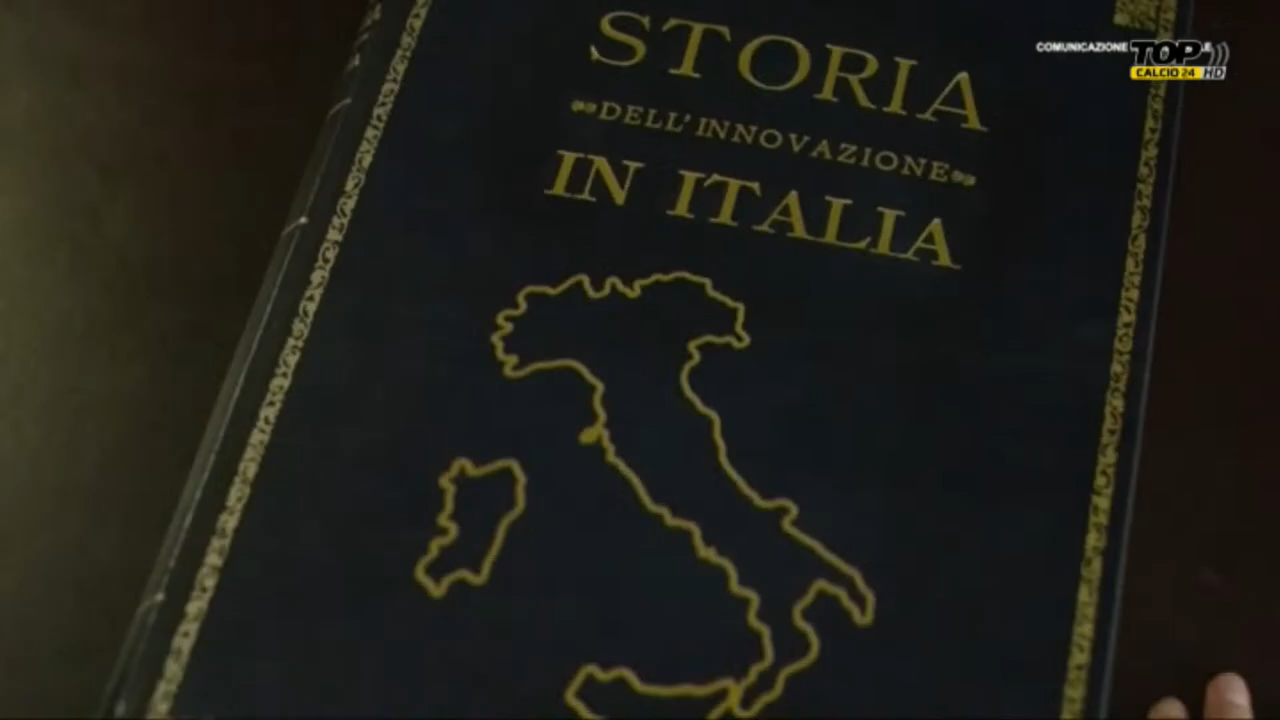 STORIA
DELL'INNOVAZIONE
IN ITALIA
COMUNICAZIONE
TOP
CALCIO 24 HD